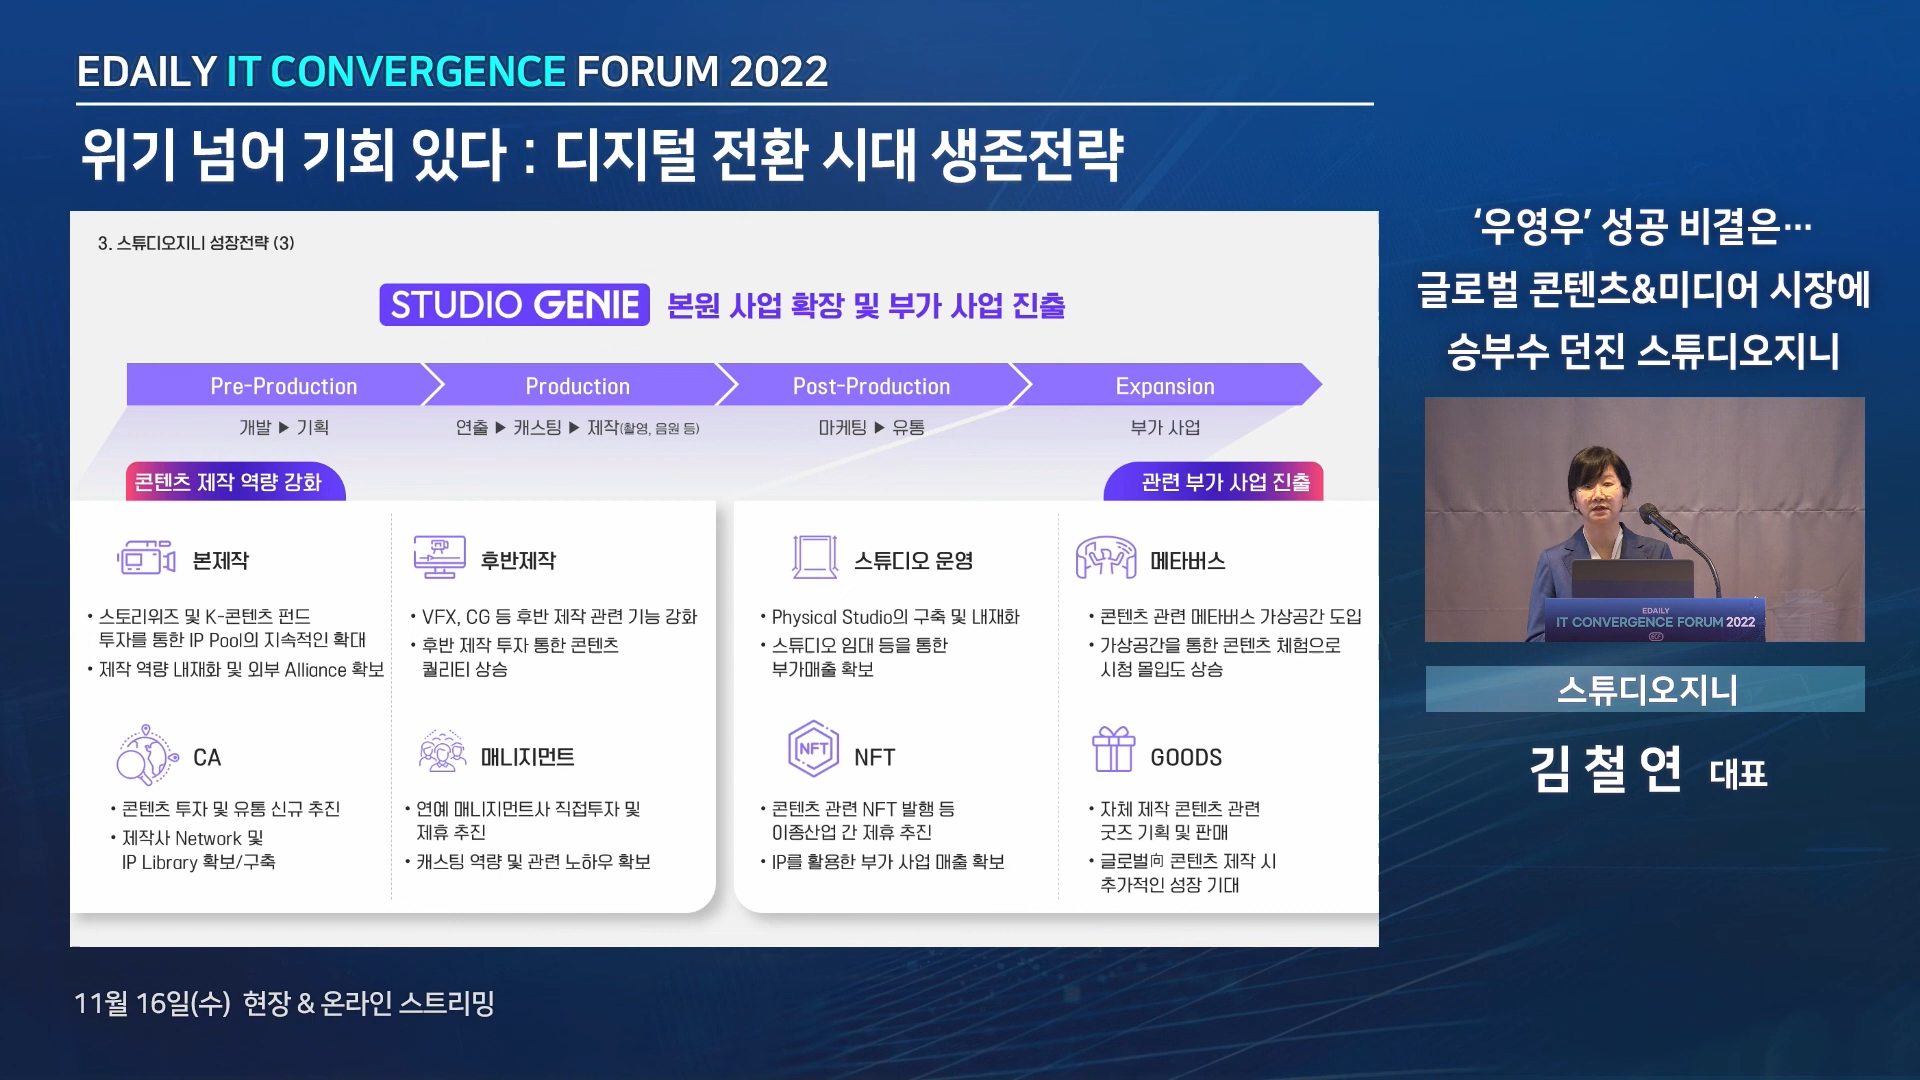 EDAILY IT CONVERGENCE FORUM 2022
위기 넘어 기회 있다 : 디지털 전환 시대 생존전략
3. 스튜디오지니 성장전략 (3)
STUDIO GENIE 본원 사업 확장 및 부가 사업 진출
Pre-Production
Production
Post-Production
Expansion
개발 ▶ 기획
연출 ▶ 캐스팅 ▶ 제작(촬영, 음원 등)
마케팅 ▶ 유통
부가 사업
콘텐츠 제작 역량 강화
관련 부가 사업 진출
본제작
• 스토리위즈 및 K-콘텐츠 펀드
투자를 통한 IP Pool의 지속적인 확대
• 제작 역량 내재화 및 외부 Alliance 확보
후반제작
• VFX, CG 등 후반 제작 관련 기능 강화
• 후반 제작 투자 통한 콘텐츠
퀄리티 상승
스튜디오 운영
• Physical Studio의 구축 및 내재화
• 스튜디오 임대 등을 통한
부가매출 확보
메타버스
• 콘텐츠 관련 메타버스 가상공간 도입
• 가상공간을 통한 콘텐츠 체험으로
시청 몰입도 상승
CA
• 콘텐츠 투자 및 유통 신규 추진
• 제작사 Network 및
IP Library 확보/구축
매니지먼트
• 연예 매니지먼트사 직접투자 및
제휴 추진
• 캐스팅 역량 및 관련 노하우 확보
NFT
NFT
• 콘텐츠 관련 NFT 발행 등
이종산업 간 제휴 추진
• IP를 활용한 부가 사업 매출 확보
GOODS
• 자체 제작 콘텐츠 관련
굿즈 기획 및 판매
• 글로벌向 콘텐츠 제작 시
추가적인 성장 기대
‘우영우’ 성공 비결은…
글로벌 콘텐츠&미디어 시장에
승부수 던진 스튜디오지니
EDAILY
IT CONVERGENCE FORUM 2022
스튜디오지니
김철연 대표
11월 16일(수) 현장 & 온라인 스트리밍